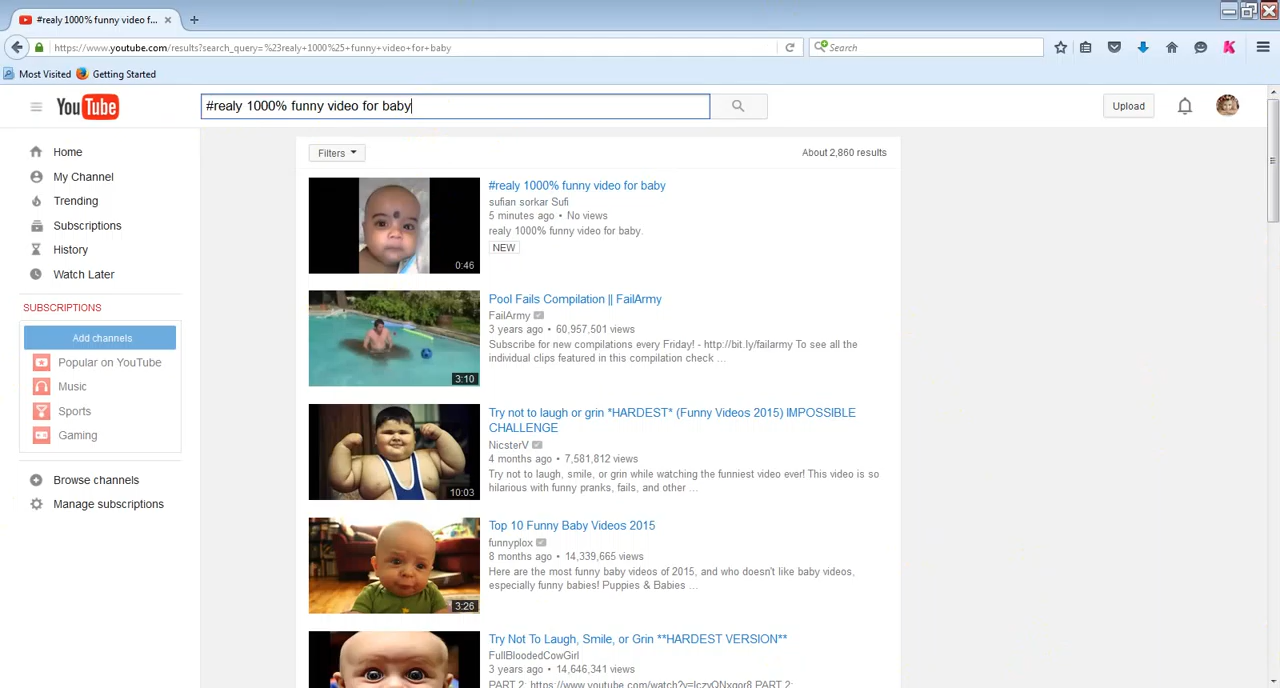 #realy 1000% funny video f...
https://www.youtube.com/results?search_query=%23realy+1000%25+funny+video+for+baby
Search
Most Visited
Getting Started
YouTube
#realy 1000% funny video for baby
Upload
Home
My Channel
Trending
Subscriptions
History
Watch Later
SUBSCRIPTIONS
Add channels
Popular on YouTube
Music
Sports
Gaming
Browse channels
Manage subscriptions
Filters
About 2,860 results
0:46
#realy 1000% funny video for baby
sufian sorkar Sufi
5 minutes ago • No views
realy 1000% funny video for baby.
NEW
3:10
Pool Fails Compilation || FailArmy
FailArmy
3 years ago • 60,957,501 views
Subscribe for new compilations every Friday! - http://bit.ly/failarmy To see all the
individual clips featured in this compilation check ...
10:03
Try not to laugh or grin *HARDEST* (Funny Videos 2015) IMPOSSIBLE
CHALLENGE
NicsterV
4 months ago • 7,581,812 views
Try not to laugh, smile, or grin while watching the funniest video ever! This video is so
hilarious with funny pranks, fails, and other ...
3:26
Top 10 Funny Baby Videos 2015
funnyplox
8 months ago • 14,339,665 views
Here are the most funny baby videos of 2015, and who doesn't like baby videos,
especially funny babies! Puppies & Babies ...
Try Not To Laugh, Smile, or Grin **HARDEST VERSION**
FullBloodedCowGirl
3 years ago • 14,646,341 views
PART 2: https://www.youtube.com/watch?v=IczyQNxgor8 PART 2: